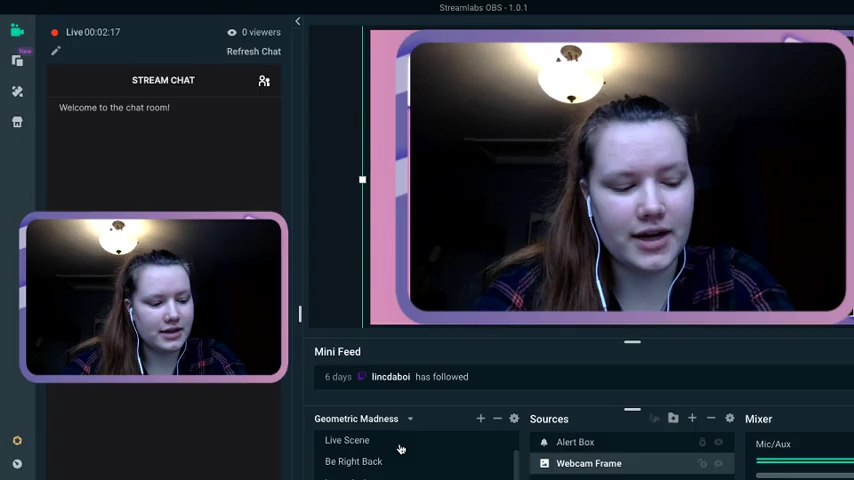 Streamlabs OBS - 1.0.1
Live 00:02:17
0 viewers
New
Refresh Chat
STREAM CHAT
Welcome to the chat room!
Mini Feed
6 days lincdaboi has followed
Geometric Madness
Sources
Mixer
Live Scene
Alert Box
Mic/Aux
Be Right Back
Webcam Frame